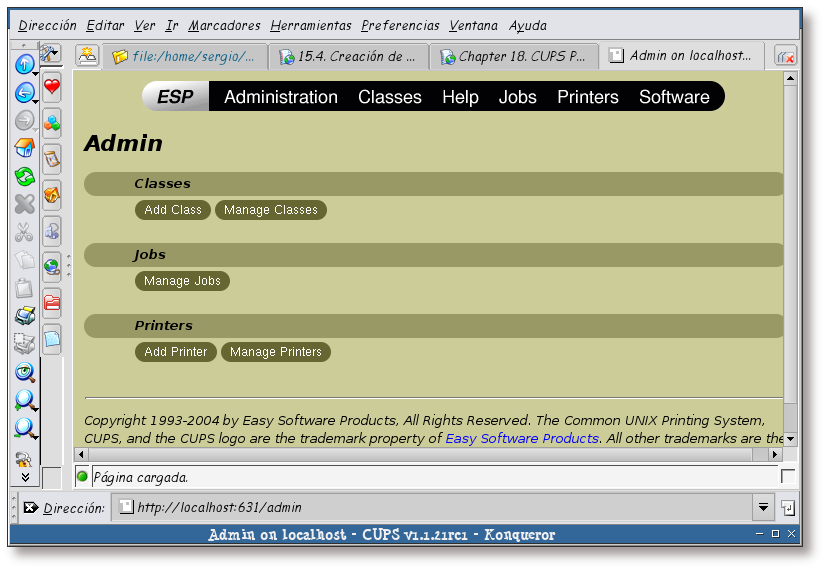 Dirección Editar Ver Ir Marcadores Herramientas Preferencias Ventana Ayuda
file:/home/sergio/... 15.4. Creación de ... Chapter 18. CUPS P... Admin on localhost...
ESP Administration Classes Help Jobs Printers Software
Admin
Classes
Add Class Manage Classes
Jobs
Manage Jobs
Printers
Add Printer Manage Printers
Copyright 1993-2004 by Easy Software Products, All Rights Reserved. The Common UNIX Printing System,
CUPS, and the CUPS logo are the trademark property of Easy Software Products. All other trademarks are the
Página cargada.
Dirección: http://localhost:631/admin
Admin on localhost - CUPS v1.1.21rc1 - Konqueror